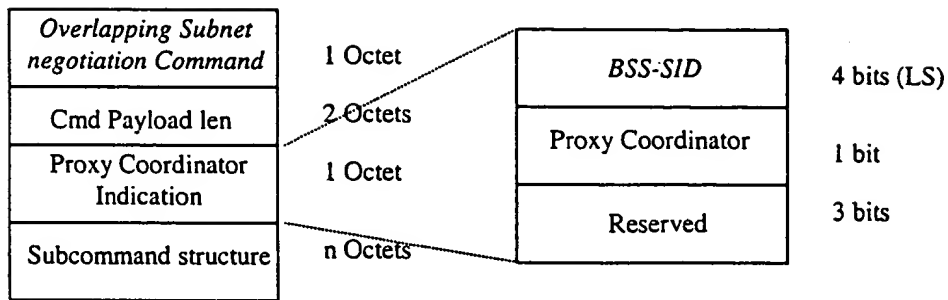 Overlapping Subnet
negotiation Command
1 Octet
Cmd Payload len
2 Octets
Proxy Coordinator
Indication
1 Octet
Subcommand structure
n Octets
BSS-SID
4 bits (LS)
Proxy Coordinator
1 bit
Reserved
3 bits